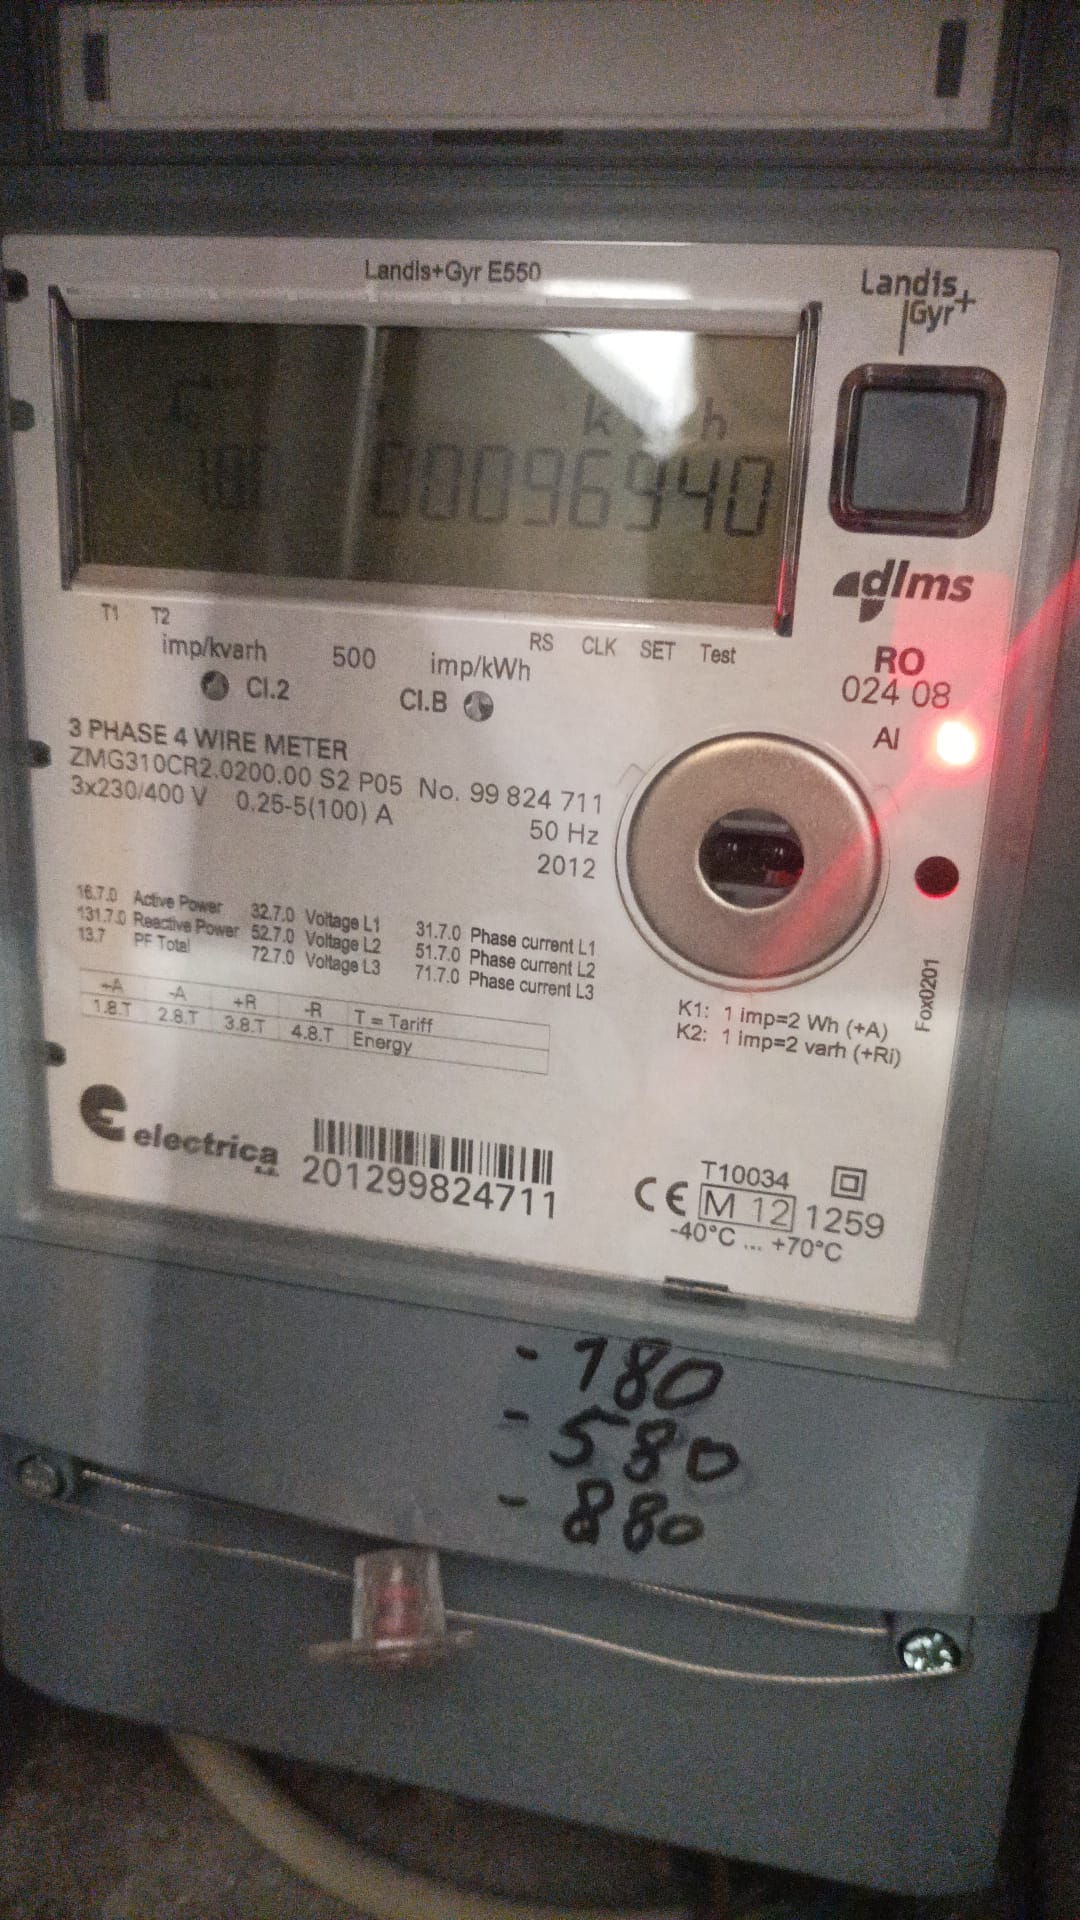 Landis+Gyr E550
Landis+
Gyr
k h
00096940
dlms
T1 T2
RS CLK SET Test
imp/kvarh 500 imp/kWh
Cl.2 Cl.B
RO
024 08
Al
3 PHASE 4 WIRE METER
ZMG310CR2.0200.00 S2 P05 No. 99 824 711
3x230/400 V 0.25-5(100) A
50 Hz
2012
16.7.0 Active Power 32.7.0 Voltage L1 31.7.0 Phase current L1
131.7.0 Reactive Power 52.7.0 Voltage L2 51.7.0 Phase current L2
13.7 PF Total 72.7.0 Voltage L3 71.7.0 Phase current L3
+A -A +R -R T = Tariff
1.8.T 2.8.T 3.8.T 4.8.T Energy
K1: 1 imp=2 Wh (+A)
K2: 1 imp=2 varh (+Ri)
Fox0201
electrica
s.a.
201299824711
T10034
CE M 12 1259
-40°C ... +70°C
- 180
- 580
- 880